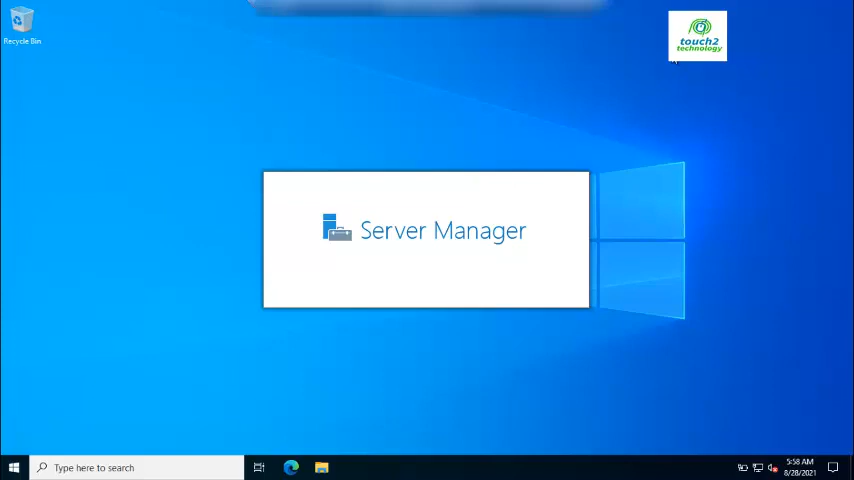 Recycle Bin
touch2
technology
Server Manager
Type here to search
5:58 AM
8/28/2021